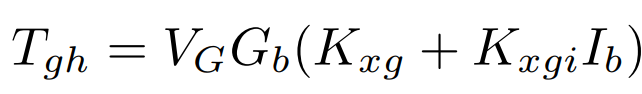 T_{gh} = V_G G_b (K_{xg} + K_{xgi} I_b)